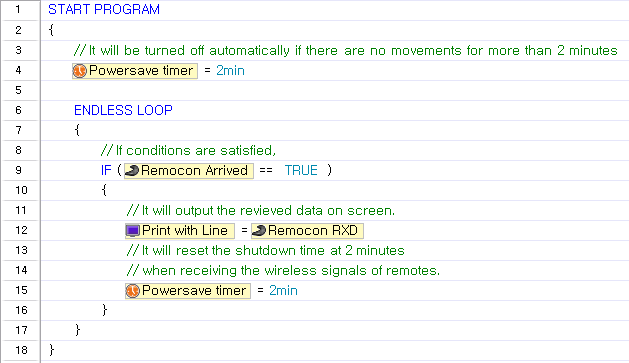 1 START PROGRAM
2 {
3 // It will be turned off automatically if there are no movements for more than 2 minutes
4 Powersave timer = 2min
5
6 ENDLESS LOOP
7 {
8 // If conditions are satisfied,
9 IF ( Remocon Arrived == TRUE )
10 {
11 // It will output the revieved data on screen.
12 Print with Line = Remocon RXD
13 // It will reset the shutdown time at 2 minutes
14 // when receiving the wireless signals of remotes.
15 Powersave timer = 2min
16 }
17 }
18 }